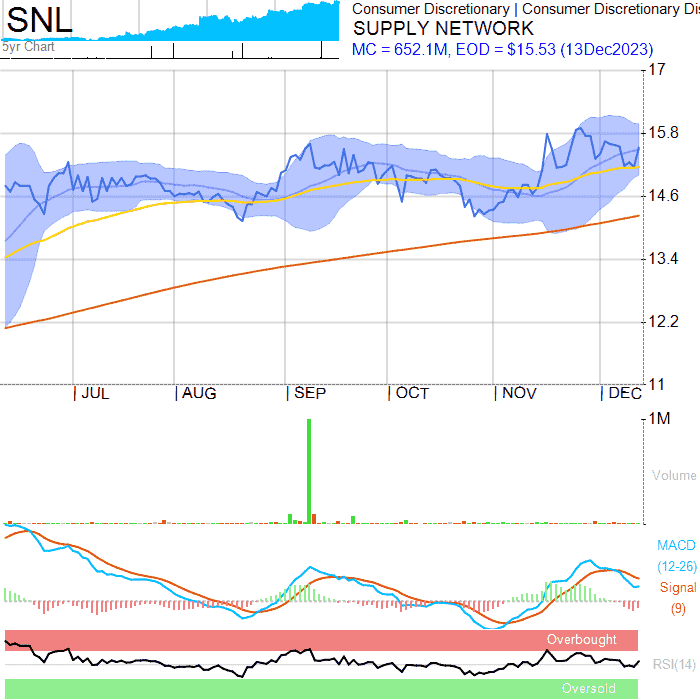 SNL
Consumer Discretionary | Consumer Discretionary Dis
SUPPLY NETWORK
MC = 652.1M, EOD = $15.53 (13Dec2023)
5yr Chart
17
15.8
14.6
13.4
12.2
11
| JUL | AUG | SEP | OCT | NOV | DEC
1M
Volume
MACD
(12-26)
Signal
(9)
Overbought
RSI(14)
Oversold